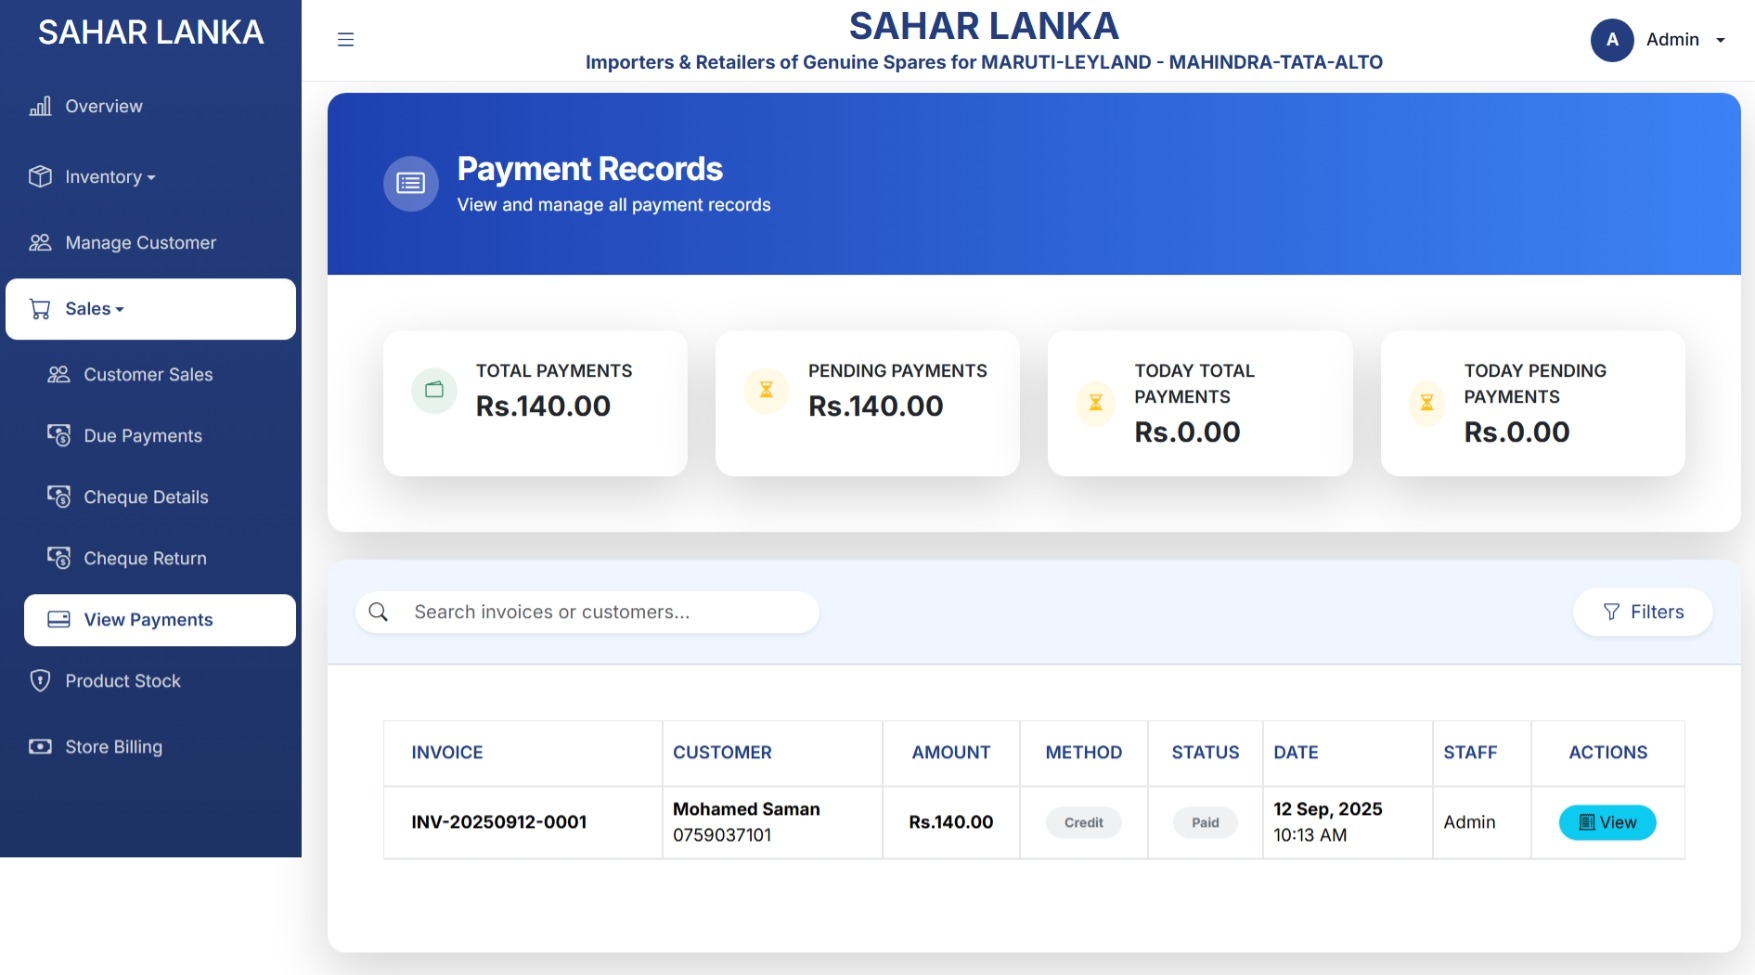 SAHAR LANKA
Overview
Inventory
Manage Customer
Sales
Customer Sales
Due Payments
Cheque Details
Cheque Return
View Payments
Product Stock
Store Billing
SAHAR LANKA
Importers & Retailers of Genuine Spares for MARUTI-LEYLAND - MAHINDRA-TATA-ALTO
A Admin
Payment Records
View and manage all payment records
TOTAL PAYMENTS
Rs.140.00
PENDING PAYMENTS
Rs.140.00
TODAY TOTAL
PAYMENTS
Rs.0.00
TODAY PENDING
PAYMENTS
Rs.0.00
Search invoices or customers...
Filters
INVOICE CUSTOMER AMOUNT METHOD STATUS DATE STAFF ACTIONS
INV-20250912-0001 Mohamed Saman Rs.140.00 Credit Paid 12 Sep, 2025 Admin View
0759037101 10:13 AM